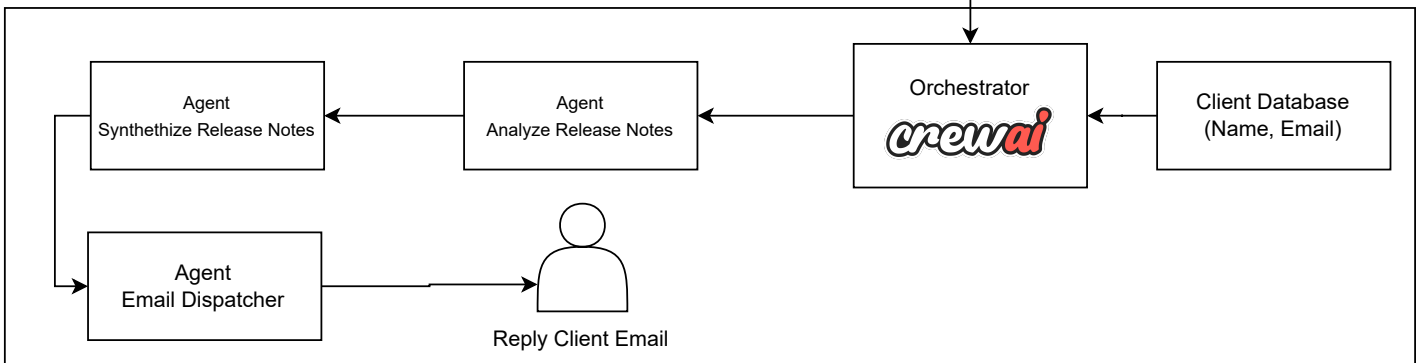 Agent
Synthethize Release Notes
Agent
Analyze Release Notes
Orchestrator
crewai
Client Database
(Name, Email)
Agent
Email Dispatcher
Reply Client Email